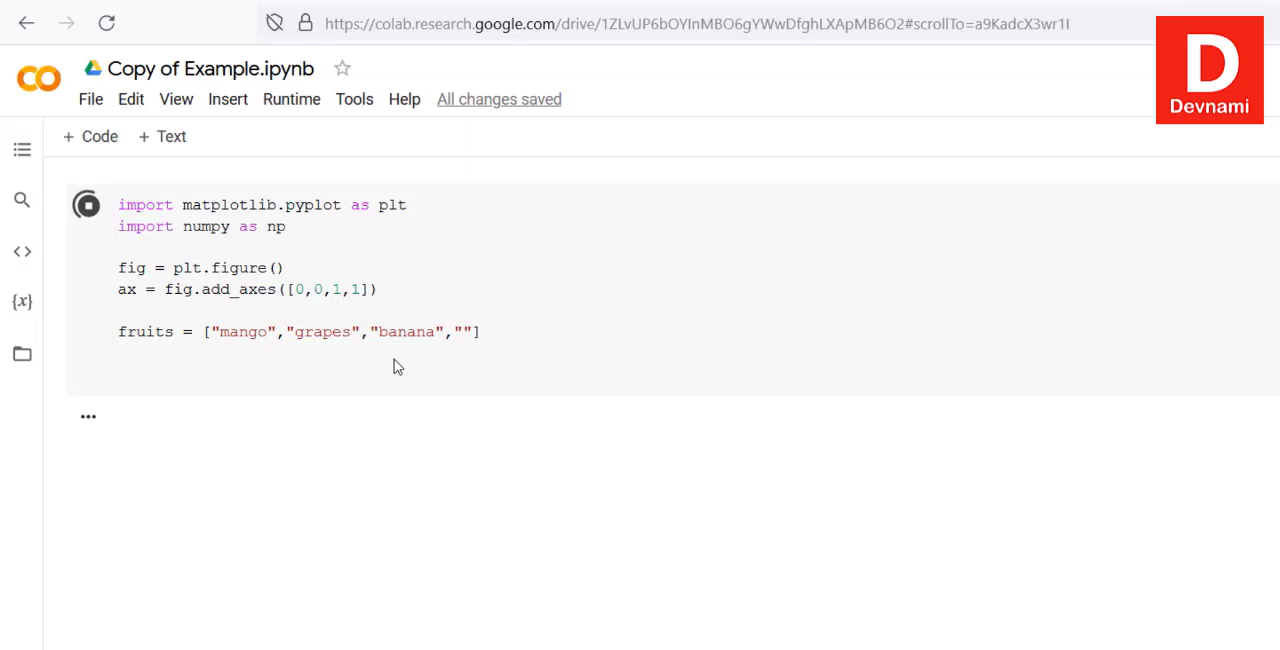 https://colab.research.google.com/drive/1ZLvUP6bOYInMBO6gYWwDfghLXApMB6O2#scrollTo=a9KadcX3wr1I
D
Devnami
CO
Copy of Example.ipynb
File Edit View Insert Runtime Tools Help All changes saved
+ Code + Text
import matplotlib.pyplot as plt
import numpy as np
fig = plt.figure()
ax = fig.add_axes([0,0,1,1])
fruits = ["mango","grapes","banana",""]
{x}